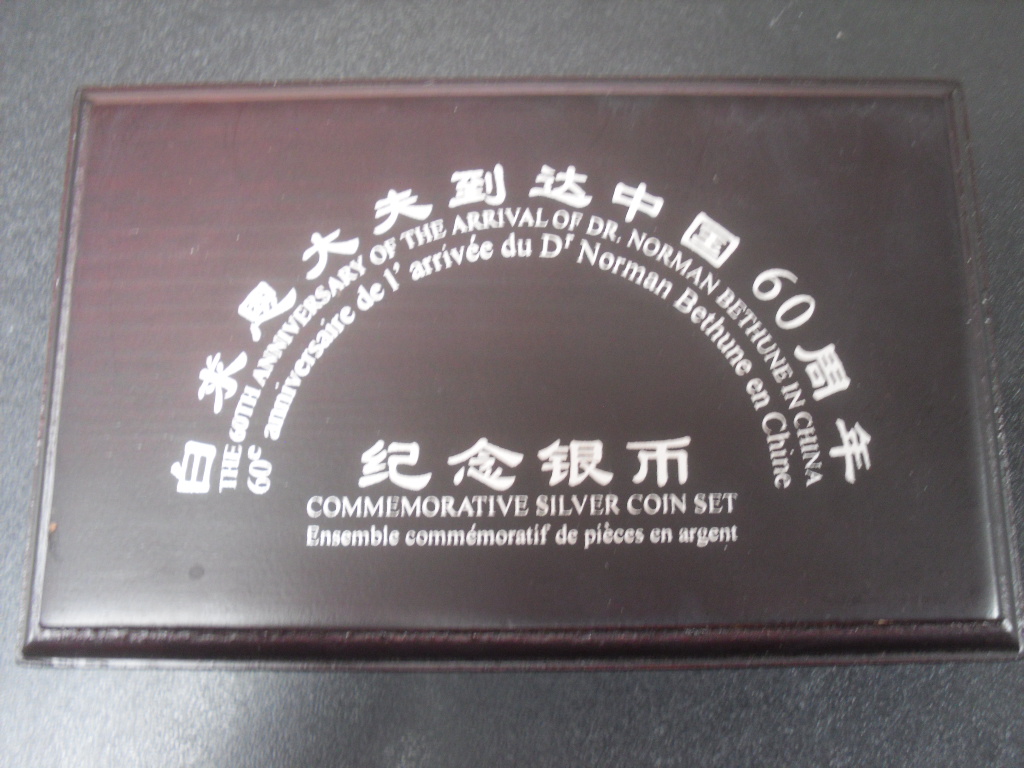 白求恩大夫到达中国60周年
THE 60TH ANNIVERSARY OF THE ARRIVAL OF DR. NORMAN BETHUNE IN CHINA
60e anniversaire de l' arrivée du Dr Norman Bethune en Chine
纪念银币
COMMEMORATIVE SILVER COIN SET
Ensemble commémoratif de pièces en argent